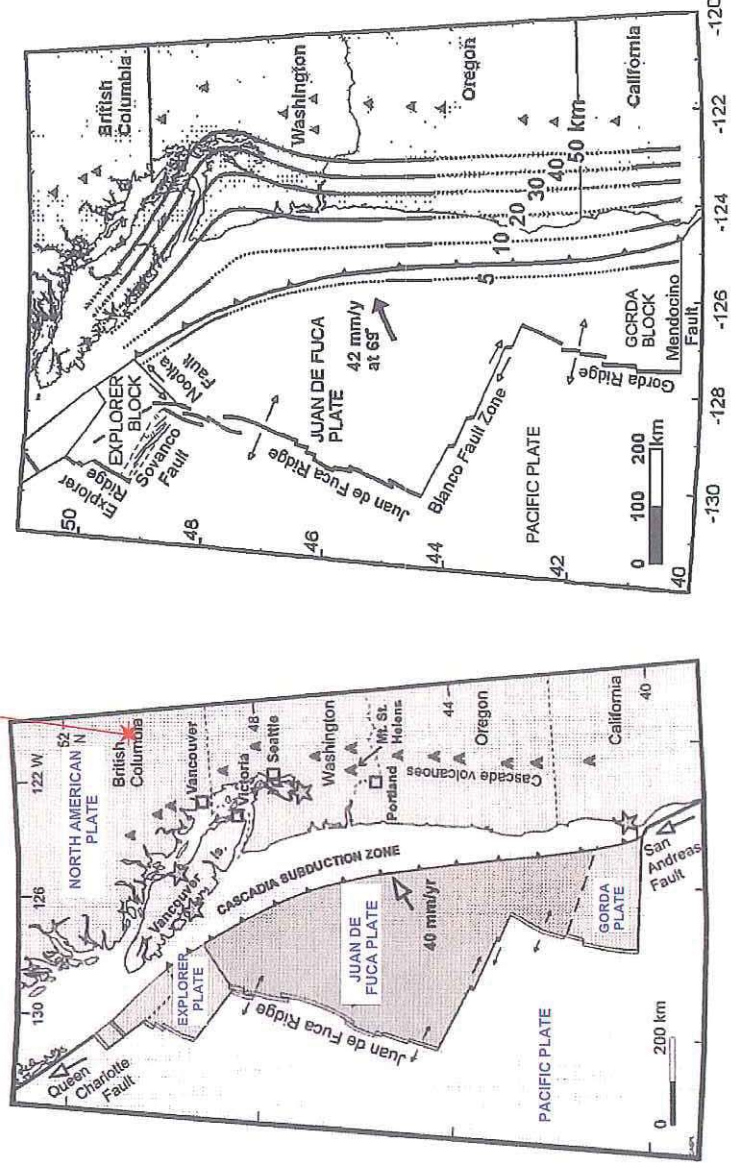 130
126
122 W
52
N
NORTH AMERICAN
PLATE
British
Columbia
Queen
Charlotte
Fault
Vancouver
Vancouver Is.
Victoria
EXPLORER
PLATE
48
Seattle
Washington
CASCADIA SUBDUCTION ZONE
Mt. St.
Helens
Portland
Juan de Fuca Ridge
JUAN DE
FUCA PLATE
40 mm/yr
Cascade volcanoes
44
Oregon
PACIFIC PLATE
GORDA
PLATE
California
40
San
Andreas
Fault
0
200 km
50
48
46
44
42
40
British
Columbia
Explorer
Ridge
EXPLORER
BLOCK
Sovanco
Fault
Nootka
Fault
Washington
JUAN DE FUCA
PLATE
42 mm/y
at 69°
Juan de Fuca Ridge
Oregon
5
10
20
30
40
50 km
Blanco Fault Zone
PACIFIC PLATE
California
Gorda Ridge
GORDA
BLOCK
Mendocino
Fault
0
100
200
km
-130
-128
-126
-124
-122
-120